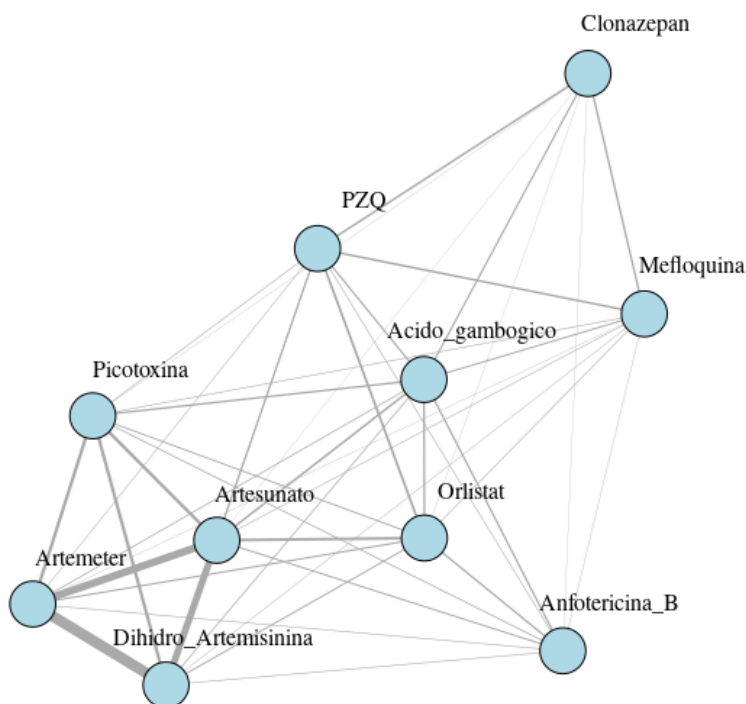 Clonazepan
PZQ
Mefloquina
Acido_gambogico
Picotoxina
Orlistat
Artesunato
Artemeter
Anfotericina_B
Dihidro_Artemisinina